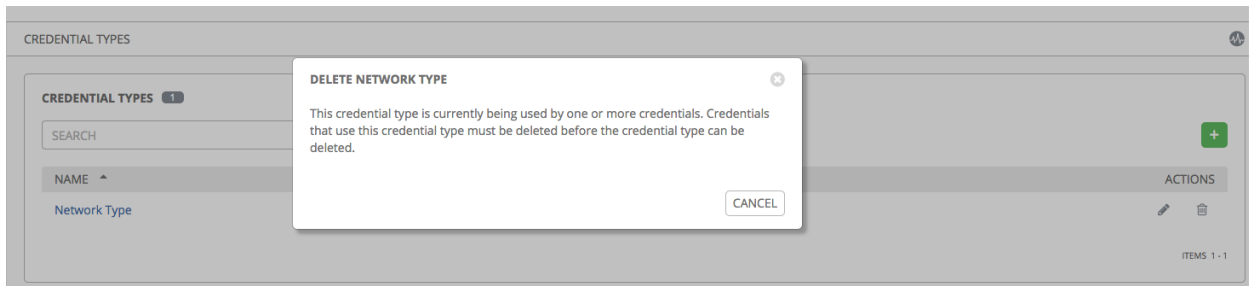 CREDENTIAL TYPES
CREDENTIAL TYPES 1
SEARCH
NAME
ACTIONS
Network Type
ITEMS 1 - 1
DELETE NETWORK TYPE
This credential type is currently being used by one or more credentials. Credentials
that use this credential type must be deleted before the credential type can be
deleted.
CANCEL